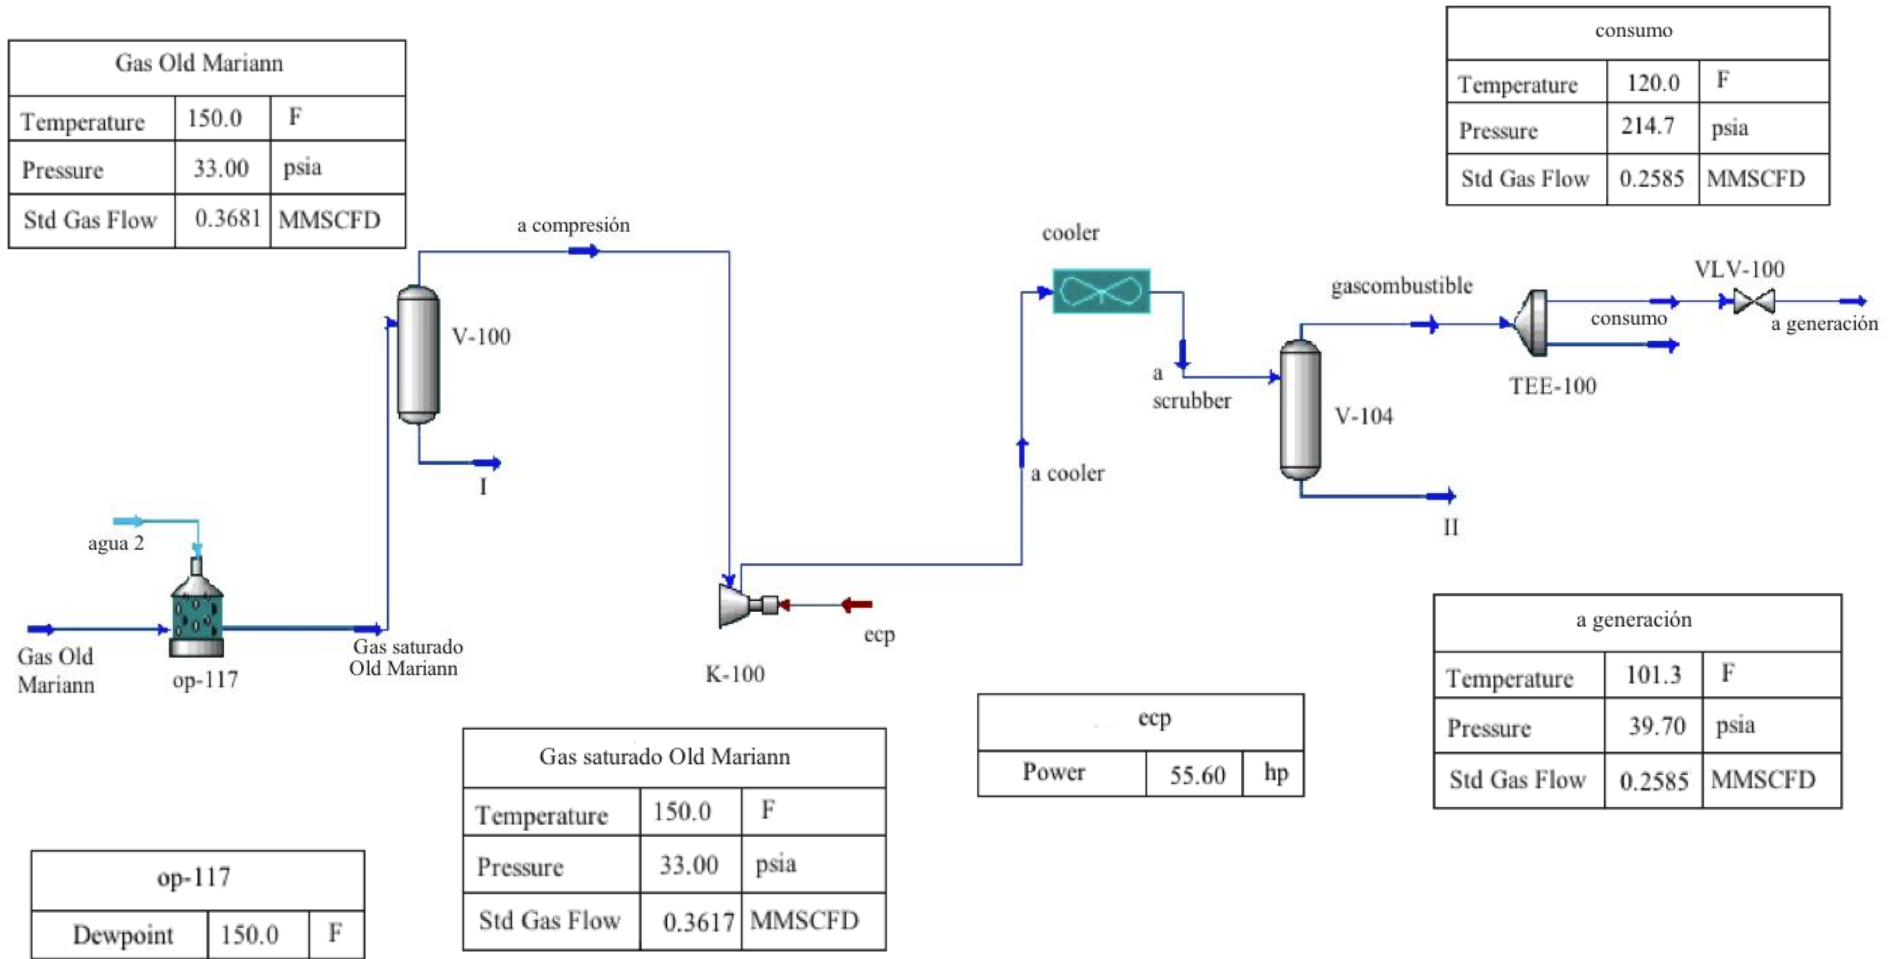 Gas Old Mariann
Temperature 150.0 F
Pressure 33.00 psia
Std Gas Flow 0.3681 MMSCFD
consumo
Temperature 120.0 F
Pressure 214.7 psia
Std Gas Flow 0.2585 MMSCFD
a compresión
V-100
I
agua 2
Gas Old
Mariann
op-117
Gas saturado
Old Mariann
K-100
ecp
a cooler
cooler
a
scrubber
V-104
II
gascombustible
TEE-100
consumo
VLV-100
a generación
op-117
Dewpoint 150.0 F
Gas saturado Old Mariann
Temperature 150.0 F
Pressure 33.00 psia
Std Gas Flow 0.3617 MMSCFD
ecp
Power 55.60 hp
a generación
Temperature 101.3 F
Pressure 39.70 psia
Std Gas Flow 0.2585 MMSCFD